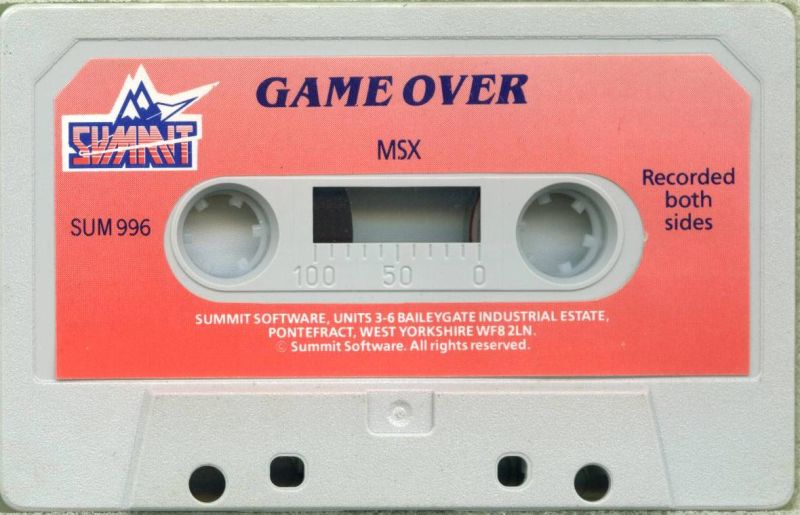 GAME OVER
SUMMIT
MSX
SUM 996
Recorded
both
sides
100 50 0
SUMMIT SOFTWARE, UNITS 3-6 BAILEYGATE INDUSTRIAL ESTATE,
PONTEFRACT, WEST YORKSHIRE WF8 2LN.
© Summit Software. All rights reserved.